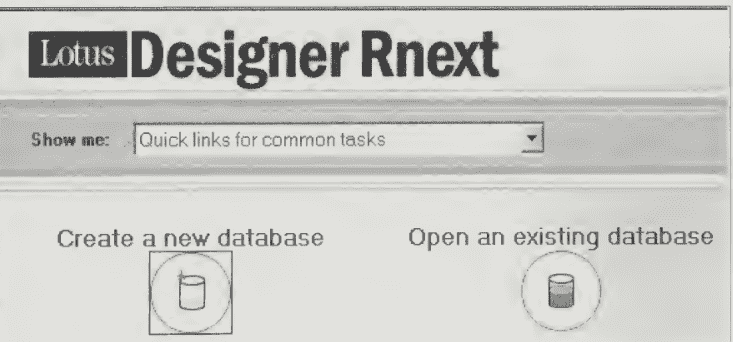 Lotus Designer Rnext
Show me: Quick links for common tasks
Create a new database
Open an existing database